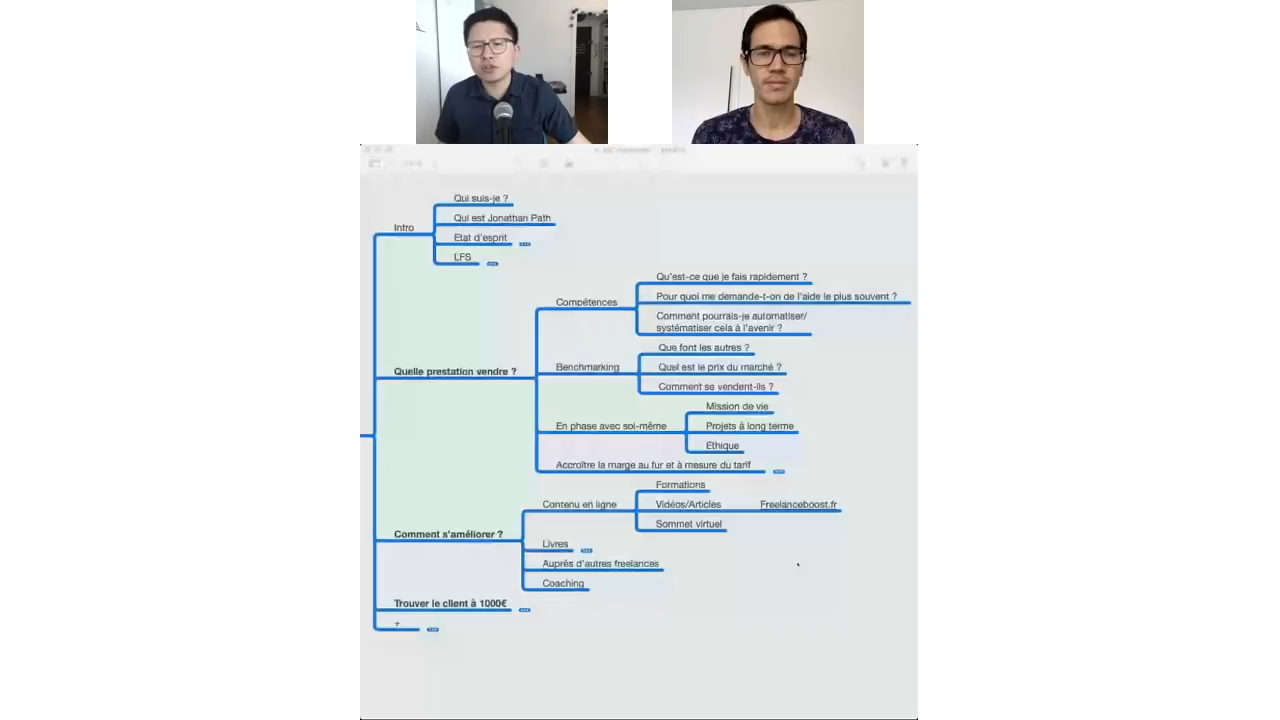 Qui suis-je ?
Qui est Jonathan Path
Intro
Etat d'esprit
LFS
Qu'est-ce que je fais rapidement ?
Compétences
Pour quoi me demande-t-on de l'aide le plus souvent ?
Comment pourrais-je automatiser/
systématiser cela à l'avenir ?
Que font les autres ?
Quelle prestation vendre ?
Benchmarking
Quel est le prix du marché ?
Comment se vendent-ils ?
Mission de vie
En phase avec soi-même
Projets à long terme
Ethique
Accroître la marge au fur et à mesure du tarif
Formations
Contenu en ligne
Vidéos/Articles
Freelanceboost.fr
Sommet virtuel
Comment s'améliorer ?
Livres
Auprès d'autres freelances
Coaching
Trouver le client à 1000€